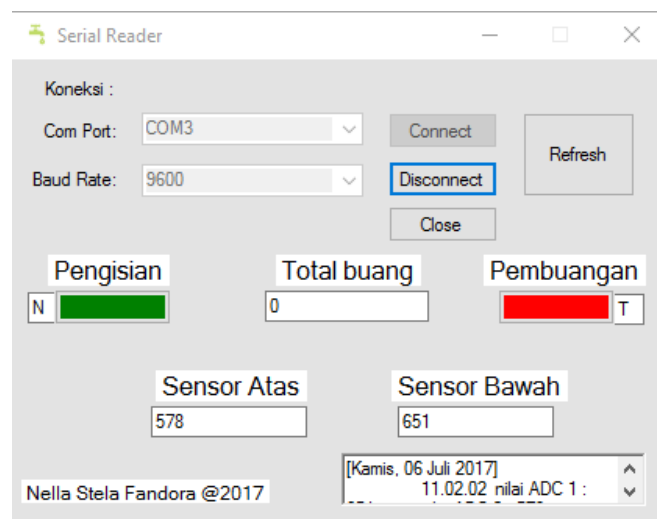 Serial Reader
Koneksi :
Com Port: COM3 Connect
Refresh
Baud Rate: 9600 Disconnect
Close
Pengisian Total buang Pembuangan
N 0 T
Sensor Atas Sensor Bawah
578 651
[Kamis, 06 Juli 2017]
11.02.02 nilai ADC 1 :
Nella Stela Fandora @2017